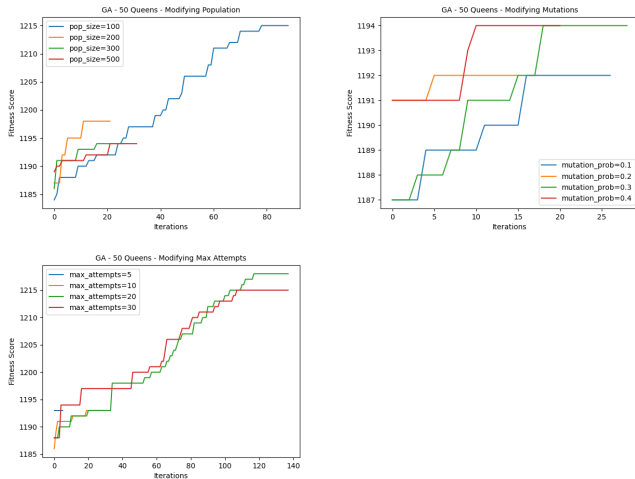 GA - 50 Queens - Modifying Population
Fitness Score
1215
1210
1205
1200
1195
1190
1185
pop_size=100
pop_size=200
pop_size=300
pop_size=500
0
20
40
60
80
Iterations
GA - 50 Queens - Modifying Mutations
Fitness Score
1194
1193
1192
1191
1190
1189
1188
1187
mutation_prob=0.1
mutation_prob=0.2
mutation_prob=0.3
mutation_prob=0.4
0
5
10
15
20
25
Iterations
GA - 50 Queens - Modifying Max Attempts
Fitness Score
1215
1210
1205
1200
1195
1190
1185
max_attempts=5
max_attempts=10
max_attempts=20
max_attempts=30
0
20
40
60
80
100
120
140
Iterations